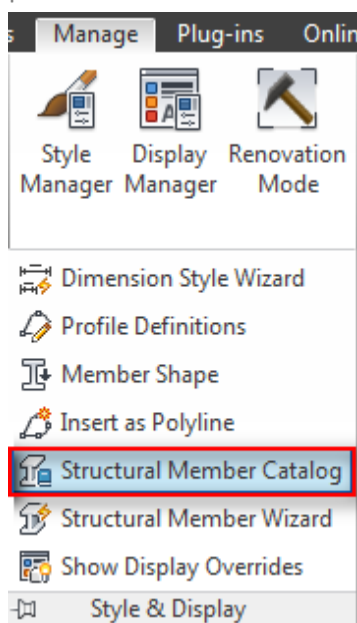 Manage Plug-ins Onlin
Style Display Renovation
Manager Manager Mode
Dimension Style Wizard
Profile Definitions
Member Shape
Insert as Polyline
Structural Member Catalog
Structural Member Wizard
Show Display Overrides
Style & Display